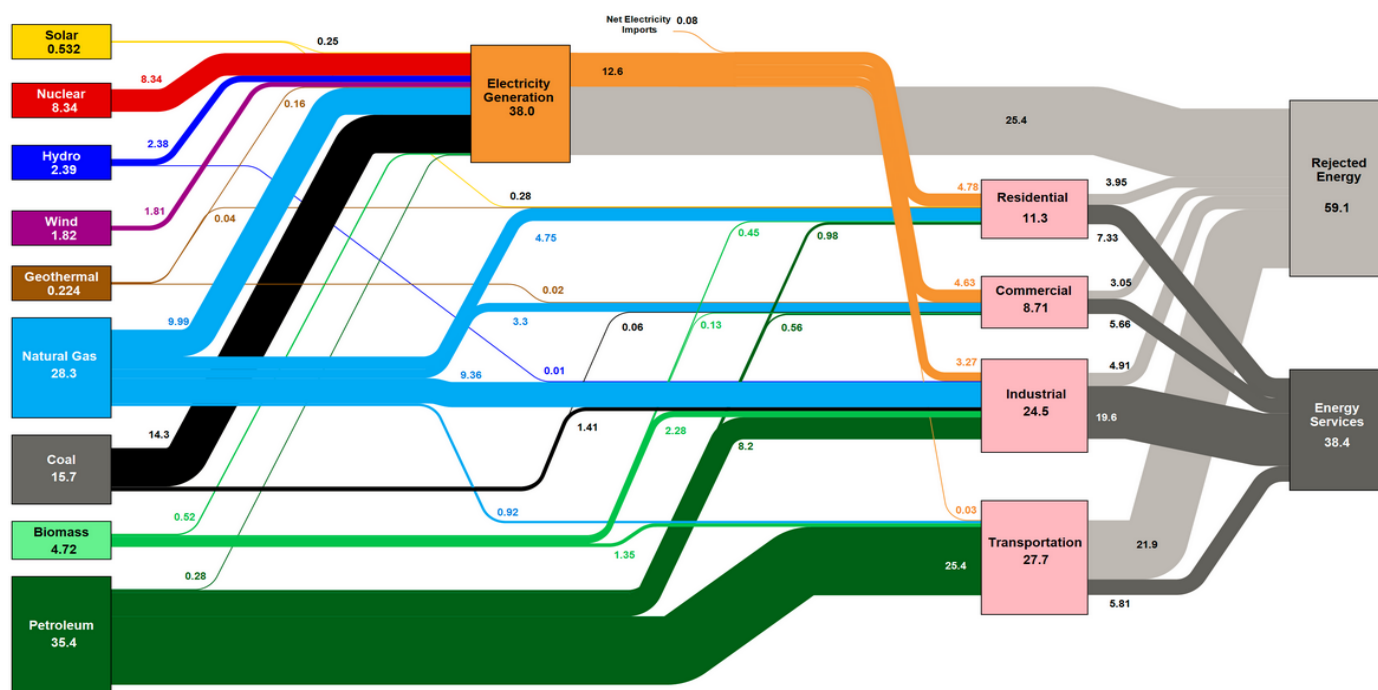 Net Electricity 0.08
Imports
Solar
0.532
0.25
12.6
Electricity
Generation
38.0
8.34
Nuclear
8.34
0.16
25.4
2.38
Hydro
2.39
Rejected
Energy
59.1
3.95
4.78
Residential
11.3
0.28
1.81
Wind
1.82
0.04
0.45
0.98
7.33
4.75
Geothermal
0.224
0.02
4.63
Commercial
8.71
3.05
9.99
3.3
0.13
0.06
0.56
5.66
Natural Gas
28.3
9.36
0.01
3.27
4.91
Industrial
24.5
Energy
Services
38.4
19.6
14.3
1.41
2.28
8.2
Coal
15.7
0.52
0.92
0.03
Biomass
4.72
1.35
Transportation
27.7
21.9
25.4
0.28
5.81
Petroleum
35.4